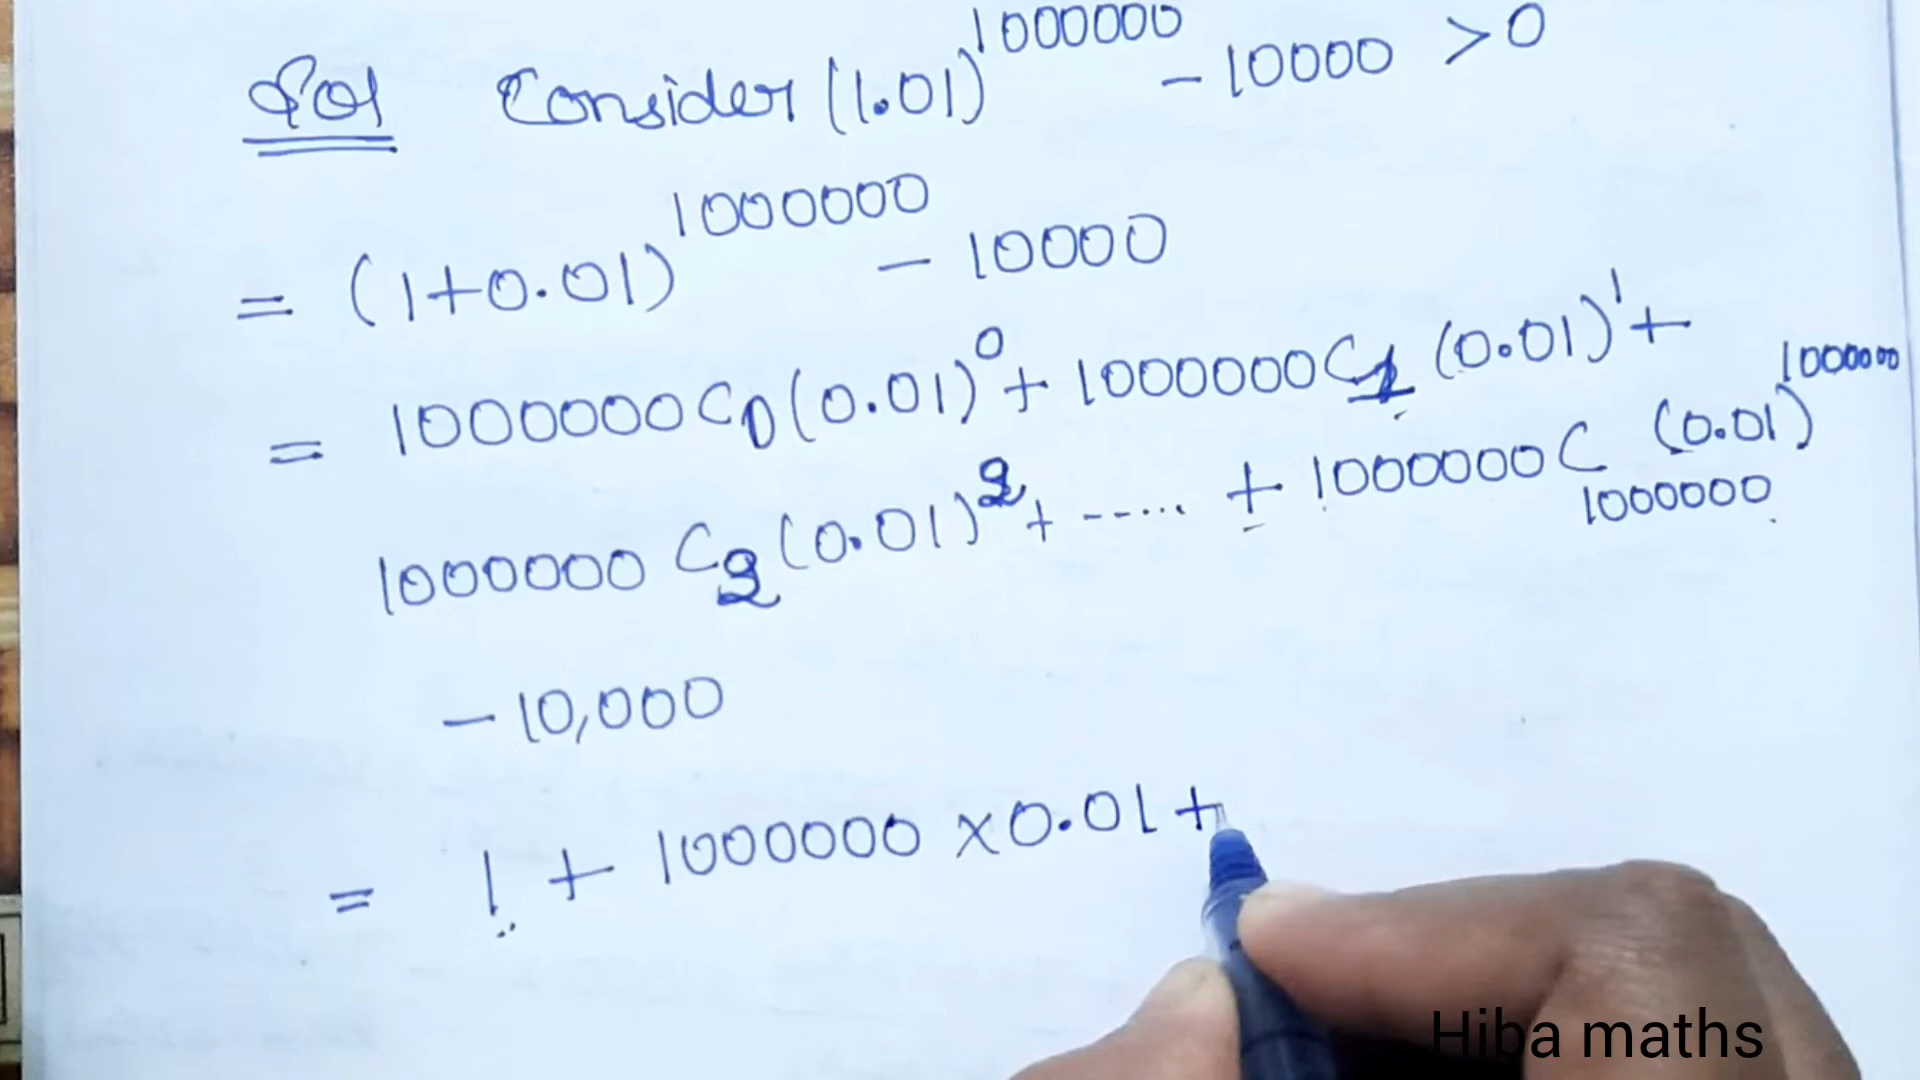 Sol Consider (1.01)^1000000 - 10000 > 0
= (1+0.01)^1000000 - 10000
= 1000000C0 (0.01)^0 + 1000000C1 (0.01)^1 +
1000000C2 (0.01)^2 + ----... + 1000000C1000000 (0.01)^1000000
- 10,000
= 1 + 1000000 × 0.01 +
Hiba maths